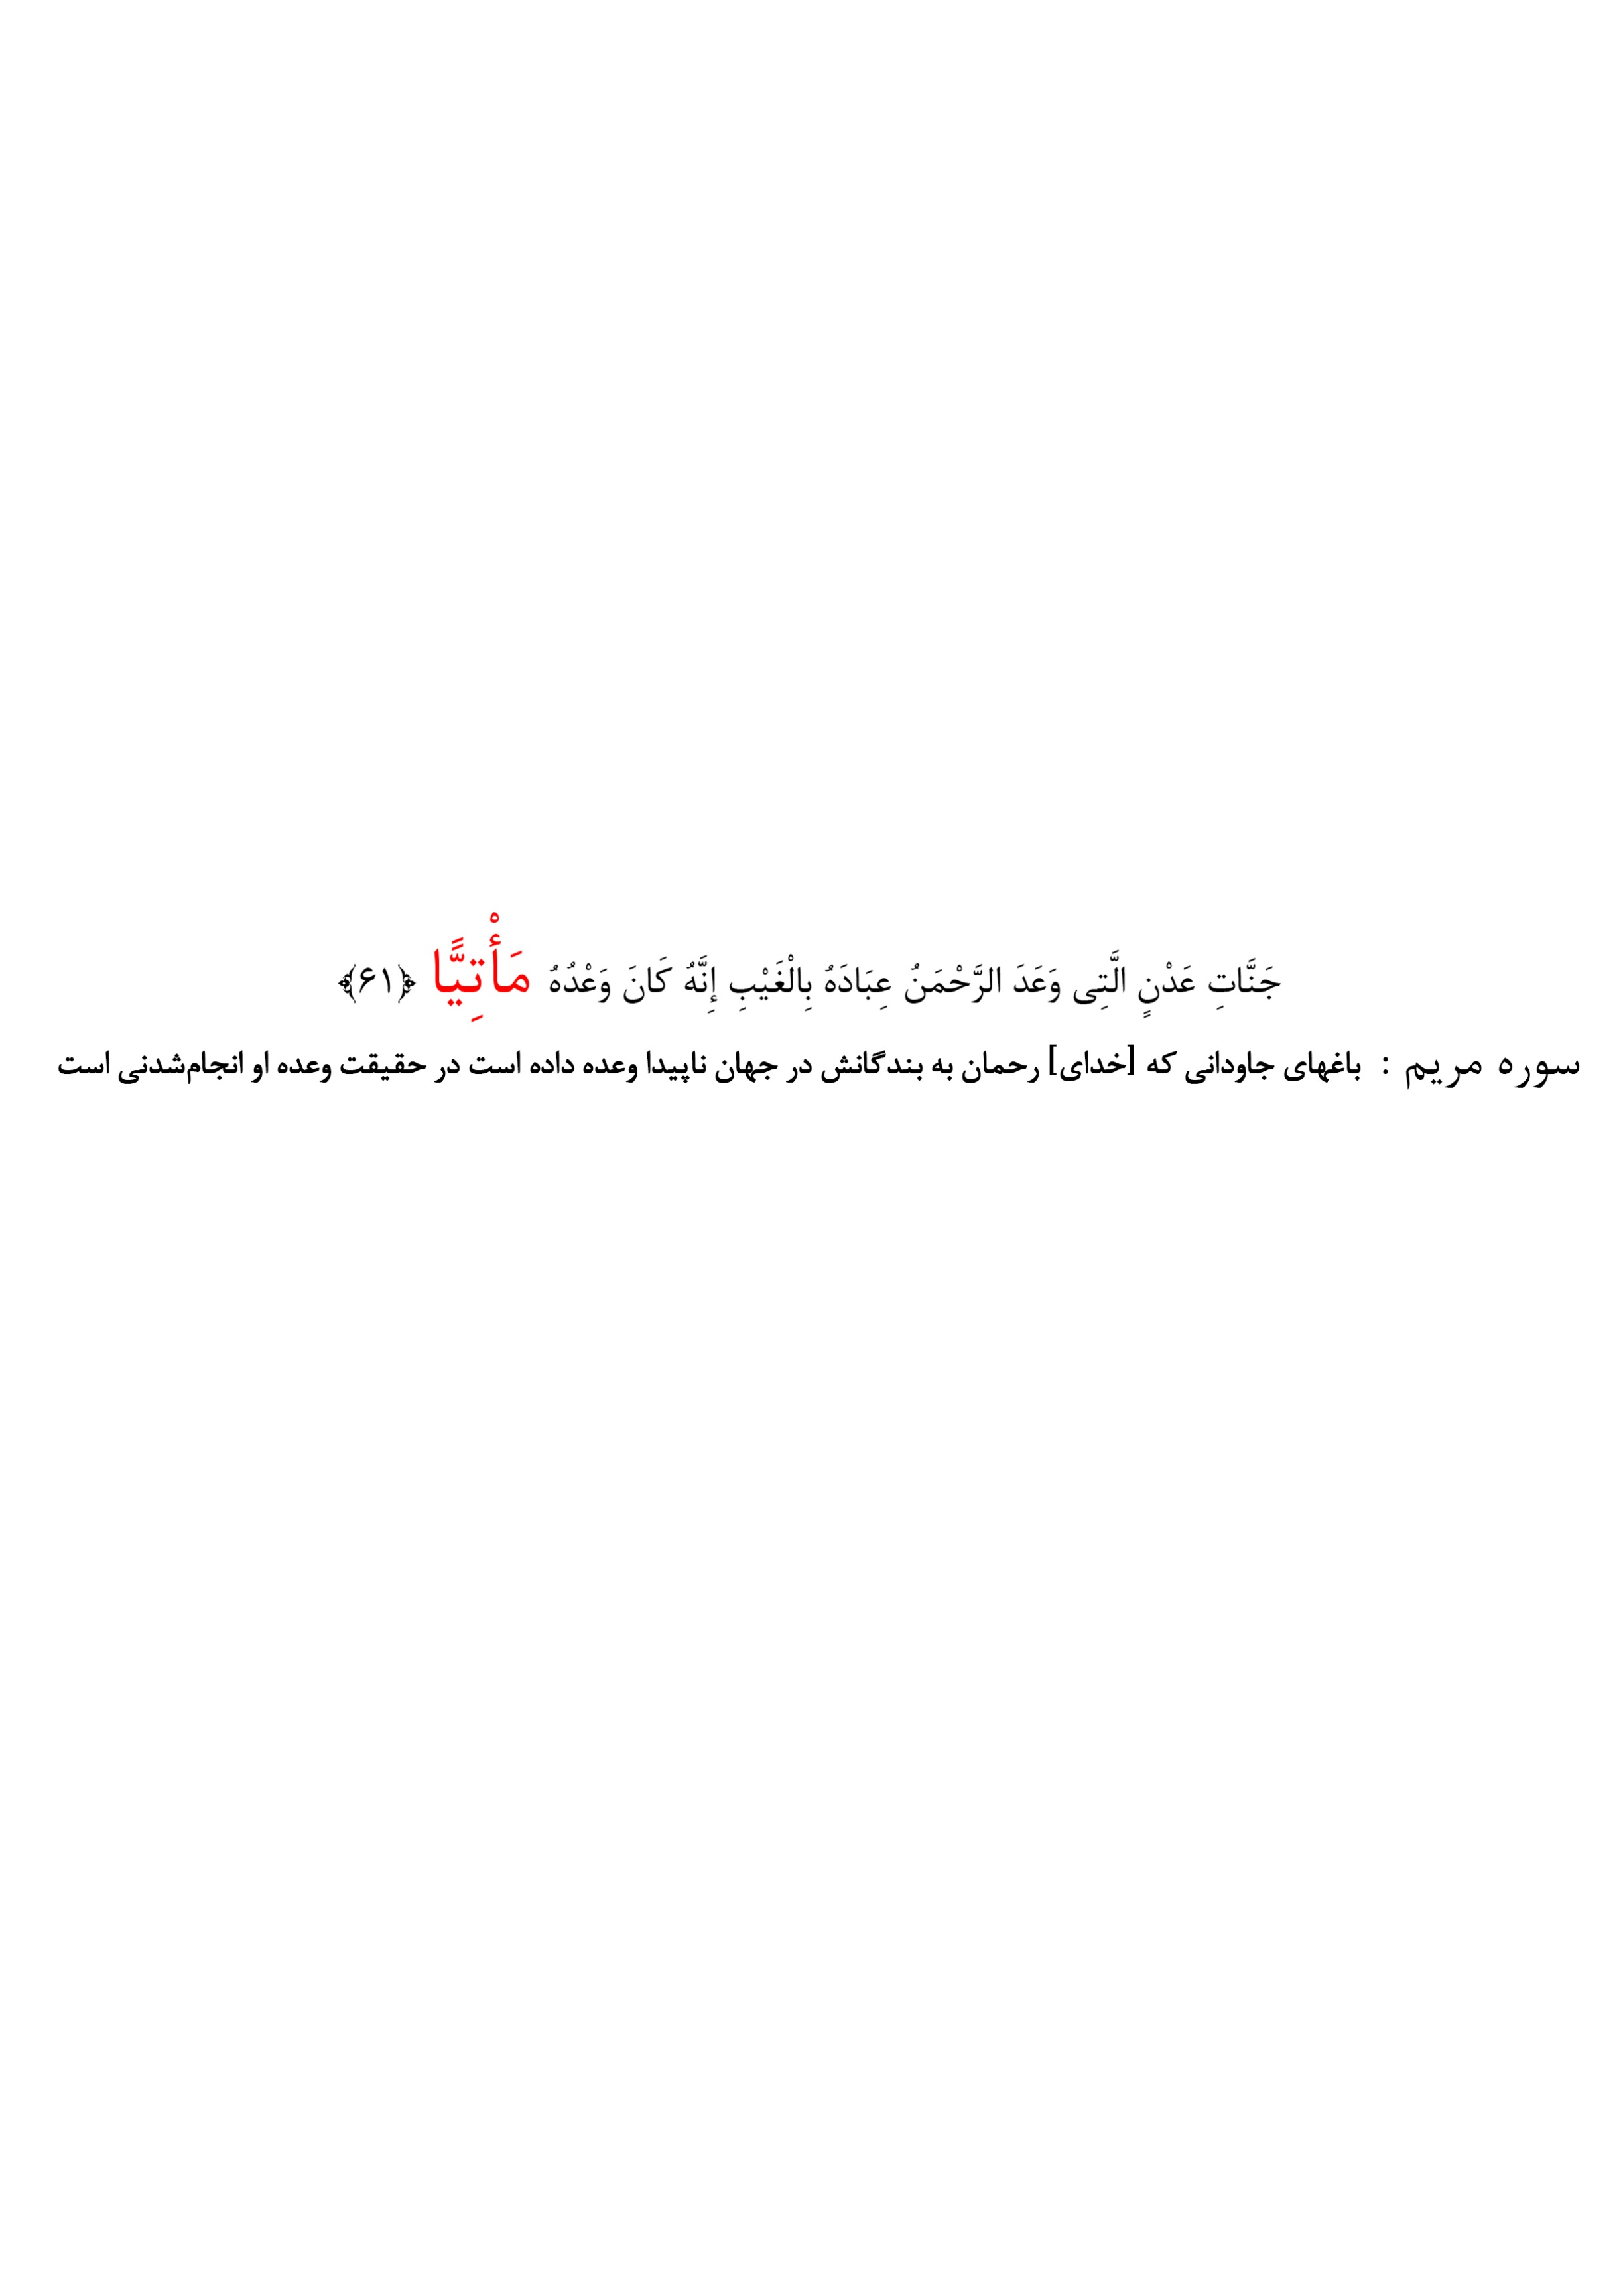 جَنَّاتِ عَدْنٍ الَّتِی وَعَدَ الرَّحْمَنُ عِبَادَهُ بِالْغَيْبِ إِنَّهُ كَانَ وَعْدُهُ مَأْتِيًّا ﴿۶۱﴾
سوره مریم : باغهای جاودانی که [خدای] رحمان به بندگانش در جهان ناپیدا وعده داده است در حقیقت وعده او انجام‌شدنی است